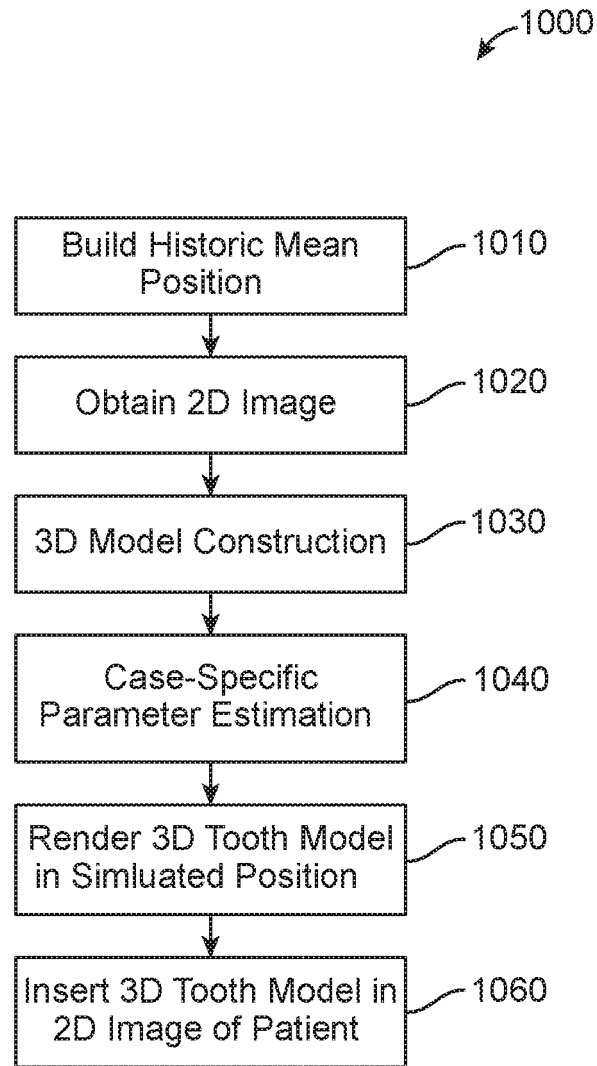 1000
Build Historic Mean
Position
1010
Obtain 2D Image
1020
3D Model Construction
1030
Case-Specific
Parameter Estimation
1040
Render 3D Tooth Model
in Simluated Position
1050
Insert 3D Tooth Model in
2D Image of Patient
1060